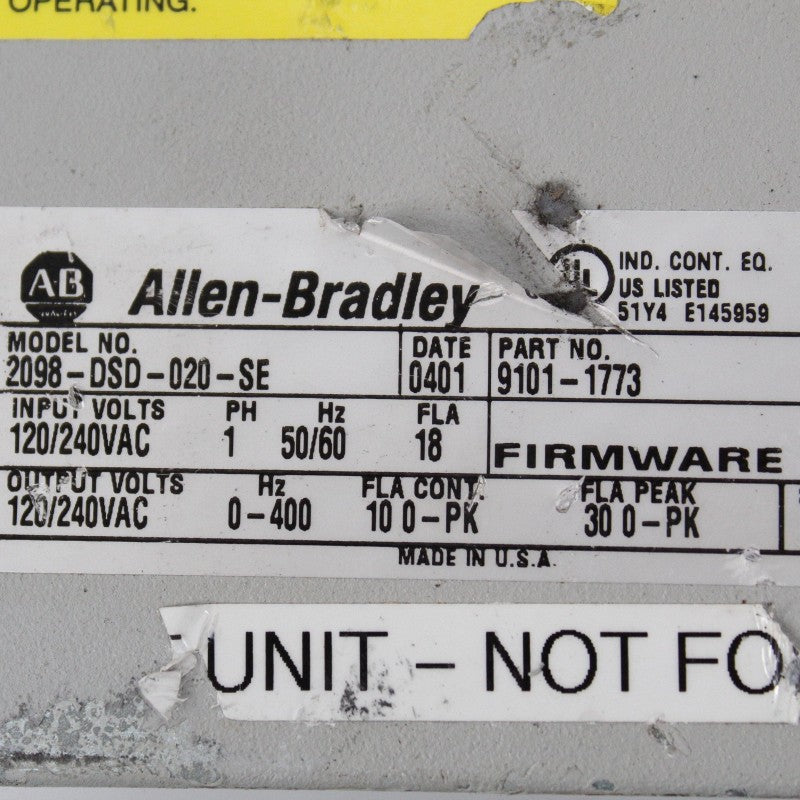 OPERATING.
AB Allen-Bradley
UL IND. CONT. EQ.
US LISTED
51Y4 E145959
MODEL NO. DATE PART NO.
2098-DSD-020-SE 0401 9101-1773
INPUT VOLTS PH Hz FLA
120/240VAC 1 50/60 18
FIRMWARE
OUTPUT VOLTS Hz FLA CONT. FLA PEAK
120/240VAC 0-400 10 0-PK 30 0-PK
MADE IN U.S.A.
UNIT - NOT FO